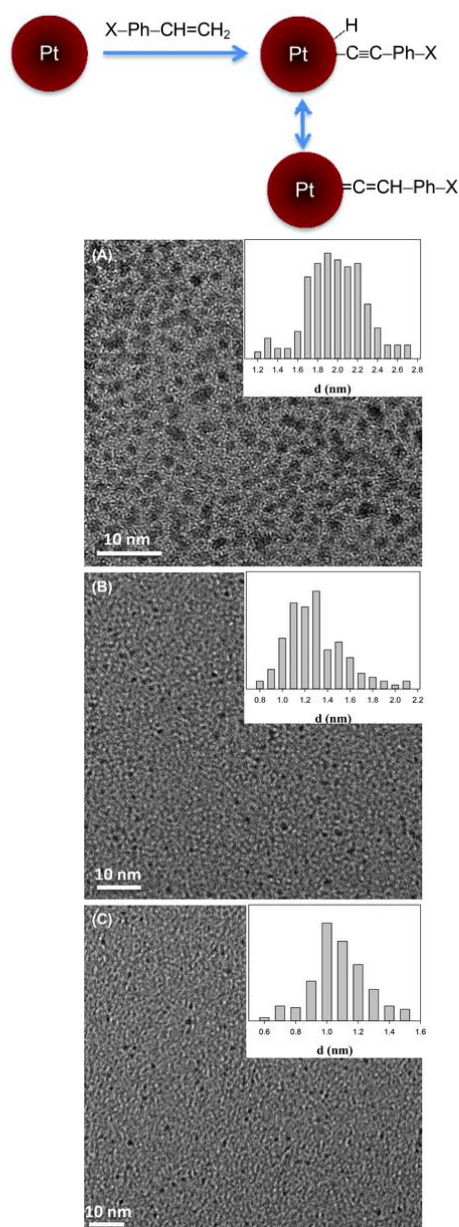 X–Ph–CH=CH₂
Pt
H
Pt
–C≡C–Ph–X
Pt
=C=CH–Ph–X
(A)
1.2 1.4 1.6 1.8 2.0 2.2 2.4 2.6 2.8
d (nm)
10 nm
(B)
0.8 1.0 1.2 1.4 1.6 1.8 2.0 2.2
d (nm)
10 nm
(C)
0.6 0.8 1.0 1.2 1.4 1.6
d (nm)
10 nm